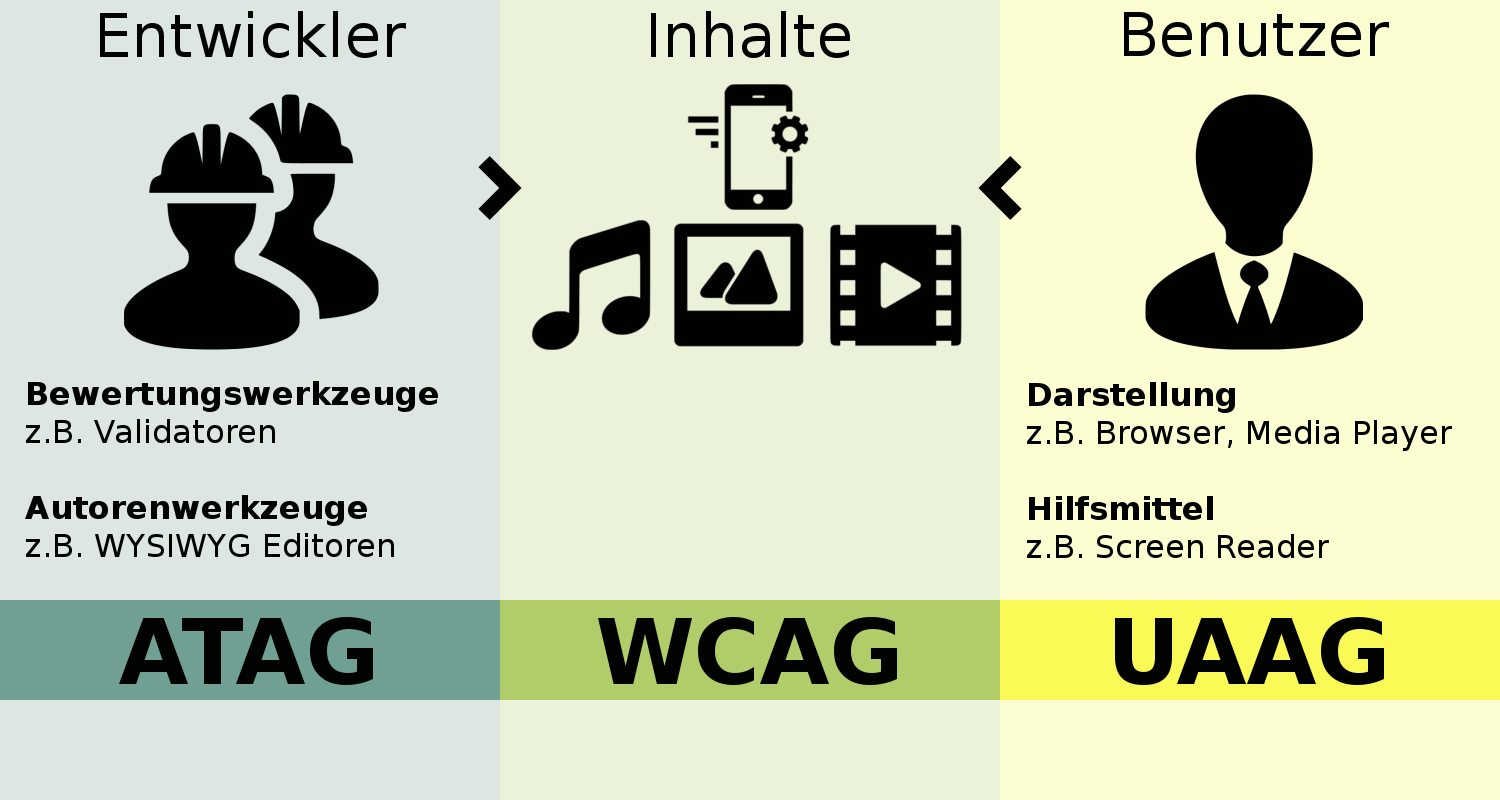 Entwickler
Inhalte
Benutzer
Bewertungswerkzeuge
z.B. Validatoren
Autorenwerkzeuge
z.B. WYSIWYG Editoren
Darstellung
z.B. Browser, Media Player
Hilfsmittel
z.B. Screen Reader
ATAG
WCAG
UAAG